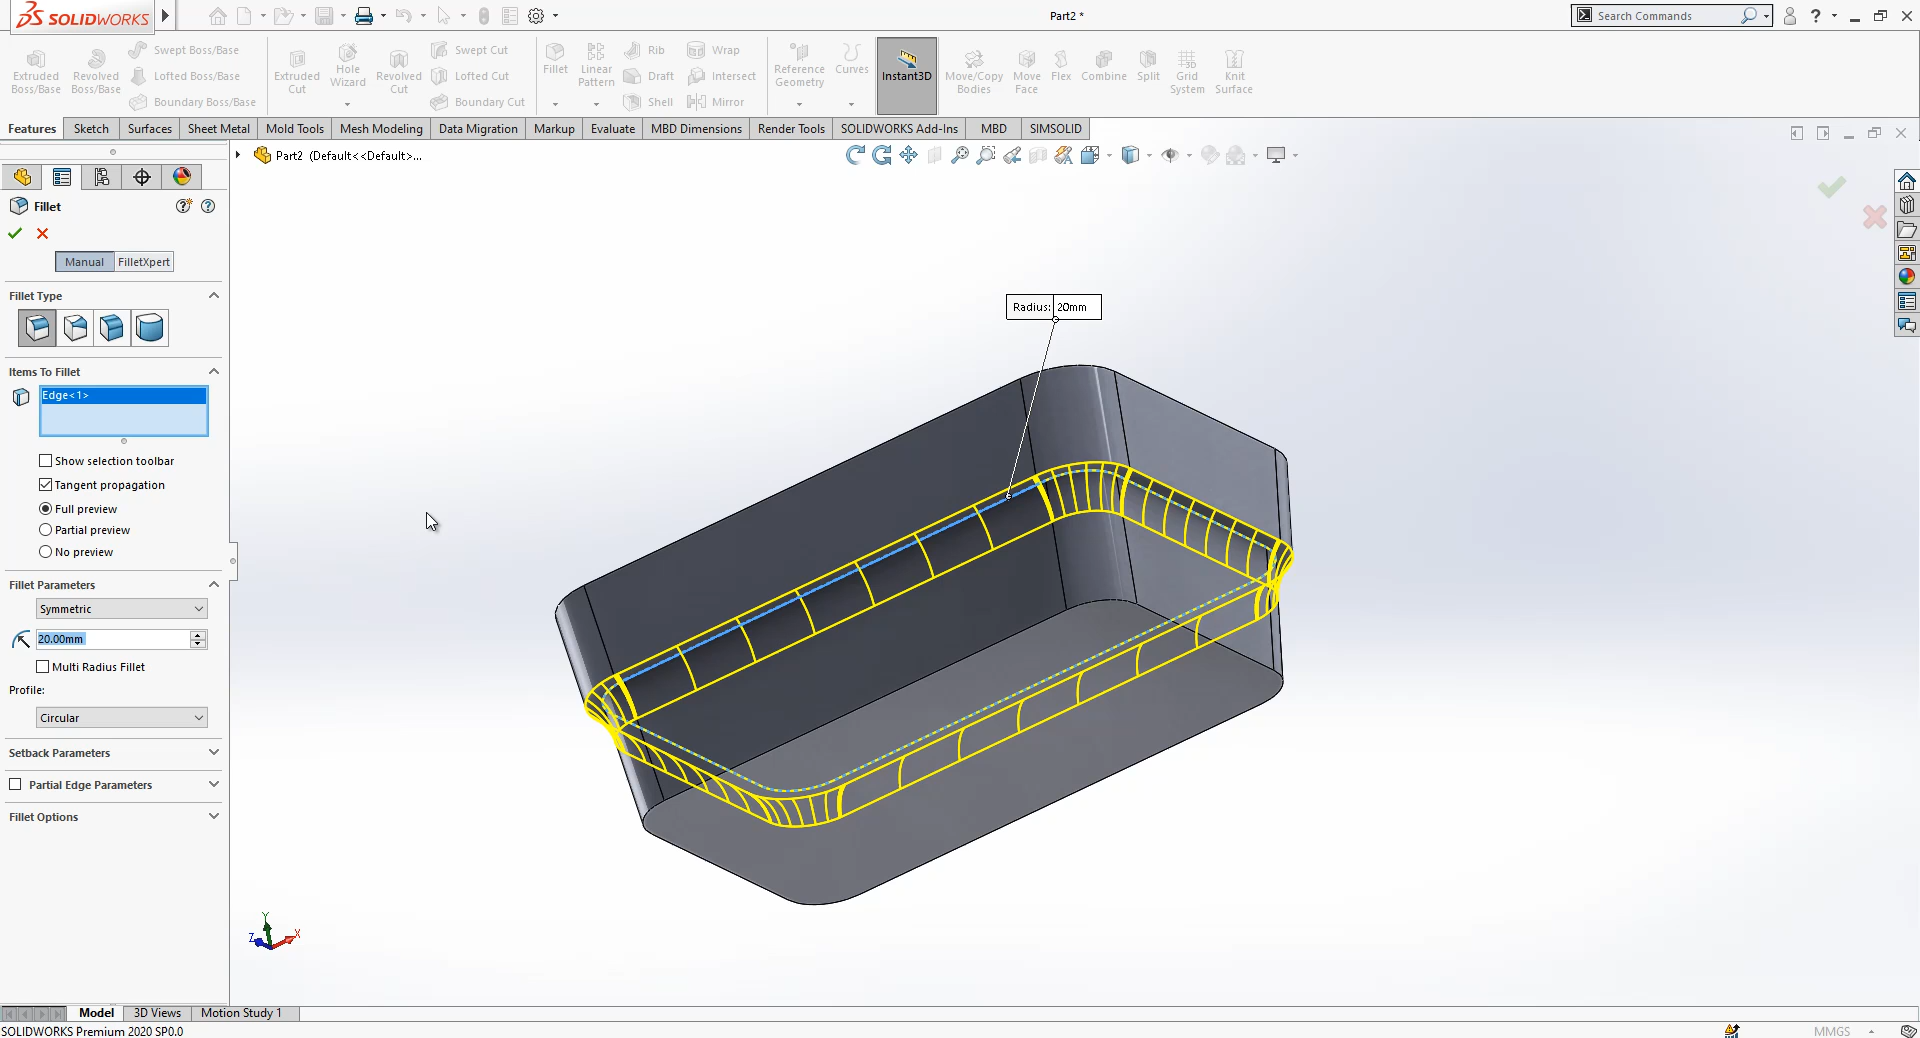 SOLIDWORKS
Part2 *
Search Commands
Extruded Boss/Base
Revolved Boss/Base
Swept Boss/Base
Lofted Boss/Base
Boundary Boss/Base
Extruded Cut
Hole Wizard
Revolved Cut
Swept Cut
Lofted Cut
Boundary Cut
Fillet
Linear Pattern
Rib
Draft
Shell
Wrap
Intersect
Mirror
Reference Geometry
Curves
Instant3D
Move/Copy Bodies
Move Face
Flex
Combine
Split
Grid System
Knit Surface
Features Sketch Surfaces Sheet Metal Mold Tools Mesh Modeling Data Migration Markup Evaluate MBD Dimensions Render Tools SOLIDWORKS Add-Ins MBD SIMSOLID
Part2 (Default<<Default>...
Fillet
Manual FilletXpert
Fillet Type
Items To Fillet
Edge<1>
Show selection toolbar
Tangent propagation
Full preview
Partial preview
No preview
Fillet Parameters
Symmetric
20.00mm
Multi Radius Fillet
Profile:
Circular
Setback Parameters
Partial Edge Parameters
Fillet Options
Radius: 20mm
Y
Z
X
Model 3D Views Motion Study 1
SOLIDWORKS Premium 2020 SP0.0
MMGS